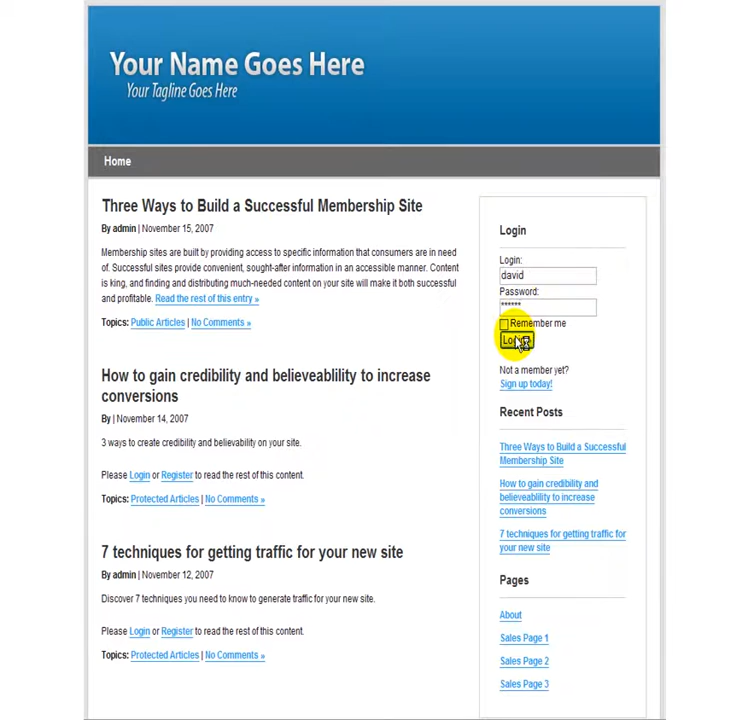 Your Name Goes Here
Your Tagline Goes Here
Home
Three Ways to Build a Successful Membership Site
By admin | November 15, 2007
Membership sites are built by providing access to specific information that consumers are in need
of. Successful sites provide convenient, sought-after information in an accessible manner. Content
is king, and finding and distributing much-needed content on your site will make it both successful
and profitable. Read the rest of this entry »
Topics: Public Articles | No Comments »
How to gain credibility and believeablility to increase
conversions
By | November 14, 2007
3 ways to create credibility and believability on your site.
Please Login or Register to read the rest of this content.
Topics: Protected Articles | No Comments »
7 techniques for getting traffic for your new site
By admin | November 12, 2007
Discover 7 techniques you need to know to generate traffic for your new site.
Please Login or Register to read the rest of this content.
Topics: Protected Articles | No Comments »
Login
Login:
david
Password:
******
Remember me
Not a member yet?
Sign up today!
Recent Posts
Three Ways to Build a Successful
Membership Site
How to gain credibility and
believeablility to increase
conversions
7 techniques for getting traffic for
your new site
Pages
About
Sales Page 1
Sales Page 2
Sales Page 3